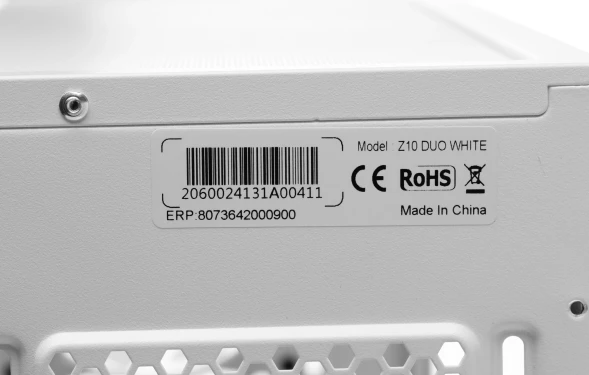 Model : Z10 DUO WHITE
2060024131A00411
CE RoHS
ERP:8073642000900
Made In China